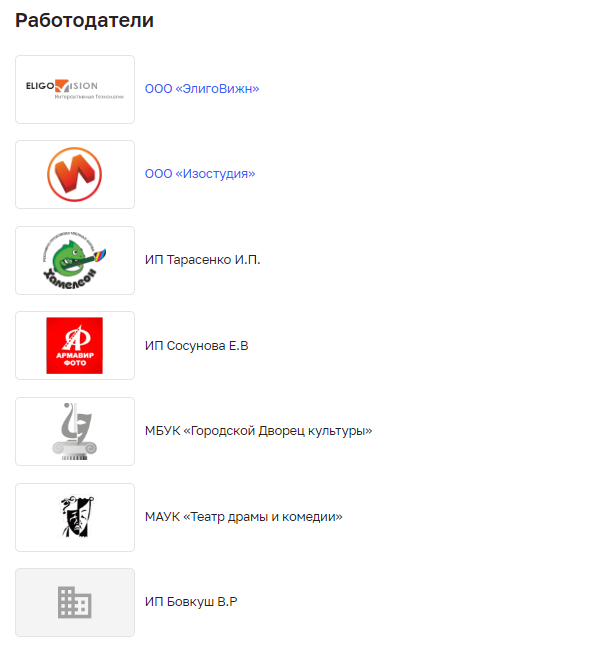 Работодатели
ELIGOVISION
Интерактивные Технологии
ООО «ЭлигоВижн»
ООО «Изостудия»
Хамелеон
ИП Тарасенко И.П.
АРМАВИР
ФОТО
ИП Сосунова Е.В
МБУК «Городской Дворец культуры»
МАУК «Театр драмы и комедии»
ИП Бовкуш В.Р